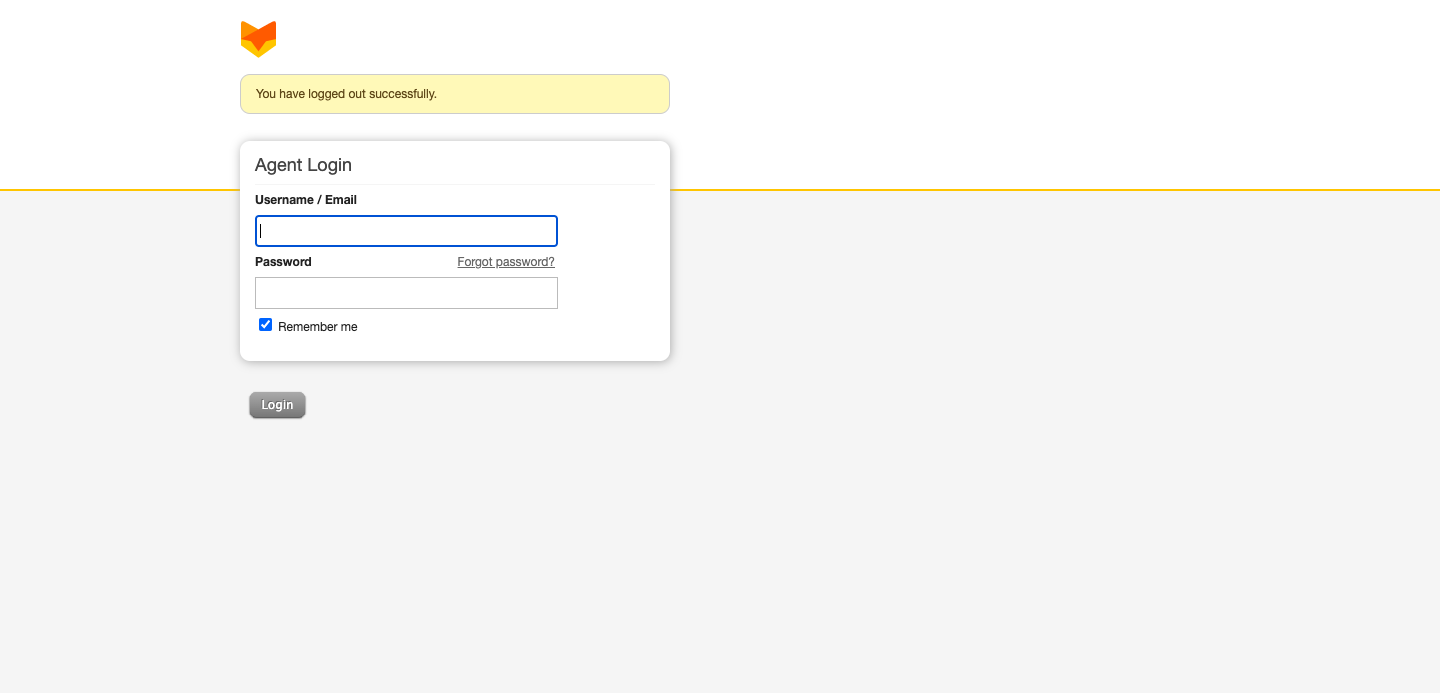 You have logged out successfully.
Agent Login
Username / Email
Password Forgot password?
Remember me
Login